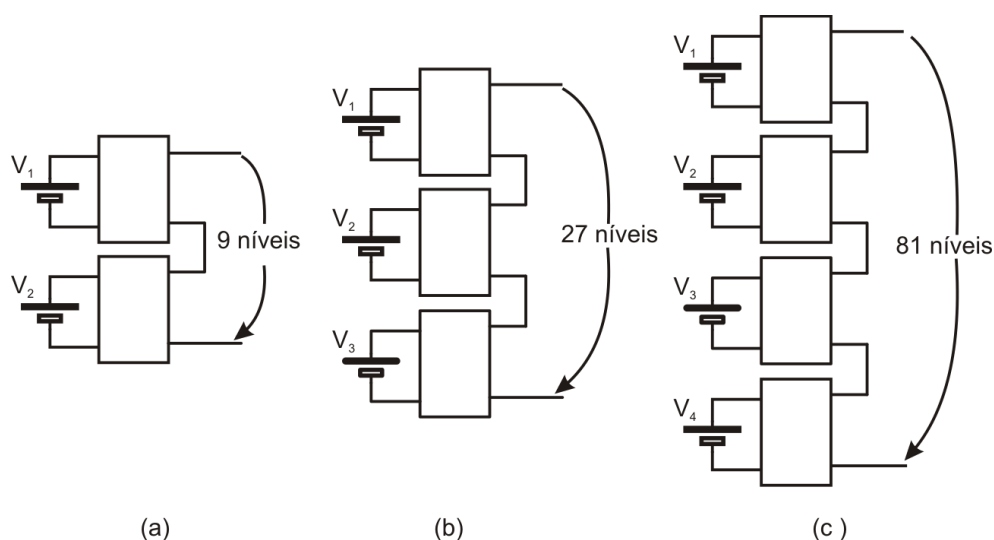 V₁
V₂
9 níveis
(a)
V₁
V₂
V₃
27 níveis
(b)
V₁
V₂
V₃
V₄
81 níveis
(c )